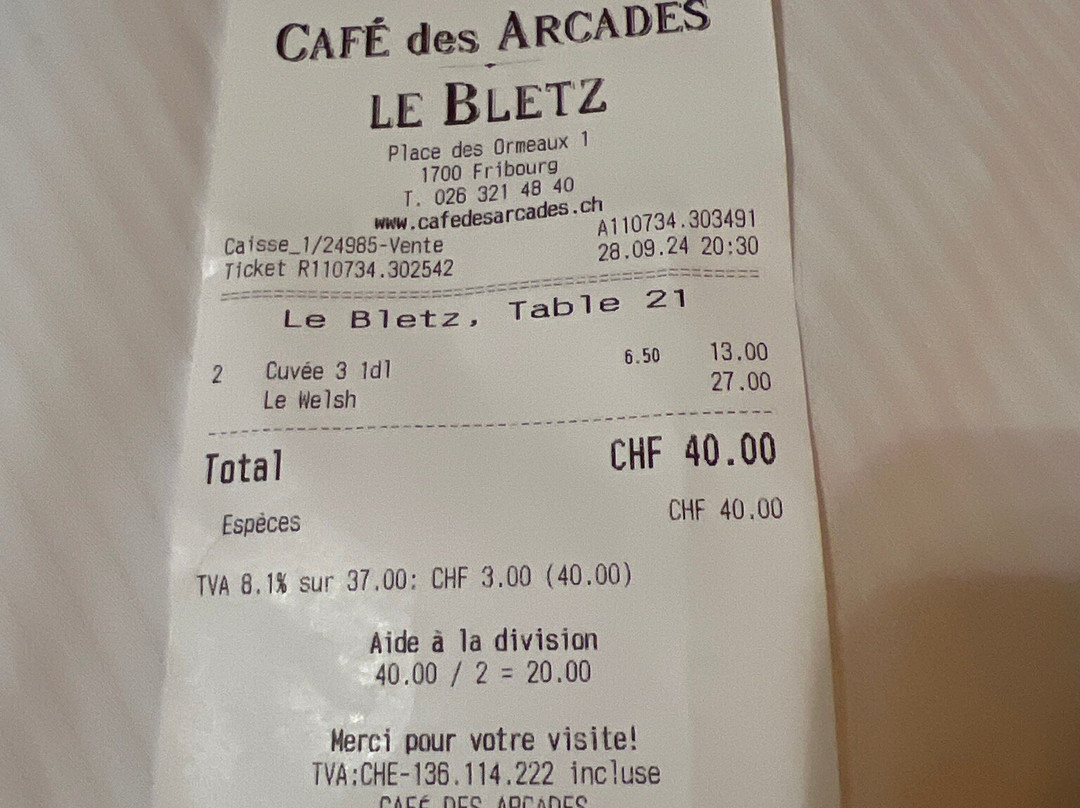 CAFÉ des ARCADES
LE BLETZ
Place des Ormeaux 1
1700 Fribourg
T. 026 321 48 40
www.cafedesarcades.ch
A110734.303491
Caisse_1/24985-Vente 28.09.24 20:30
Ticket R110734.302542
Le Bletz, Table 21
2 Cuvée 3 1dl 6.50 13.00
Le Welsh 27.00
Total CHF 40.00
Espèces CHF 40.00
TVA 8.1% sur 37.00: CHF 3.00 (40.00)
Aide à la division
40.00 / 2 = 20.00
Merci pour votre visite!
TVA:CHE-136.114.222 incluse
CAFÉ DES ARCADES